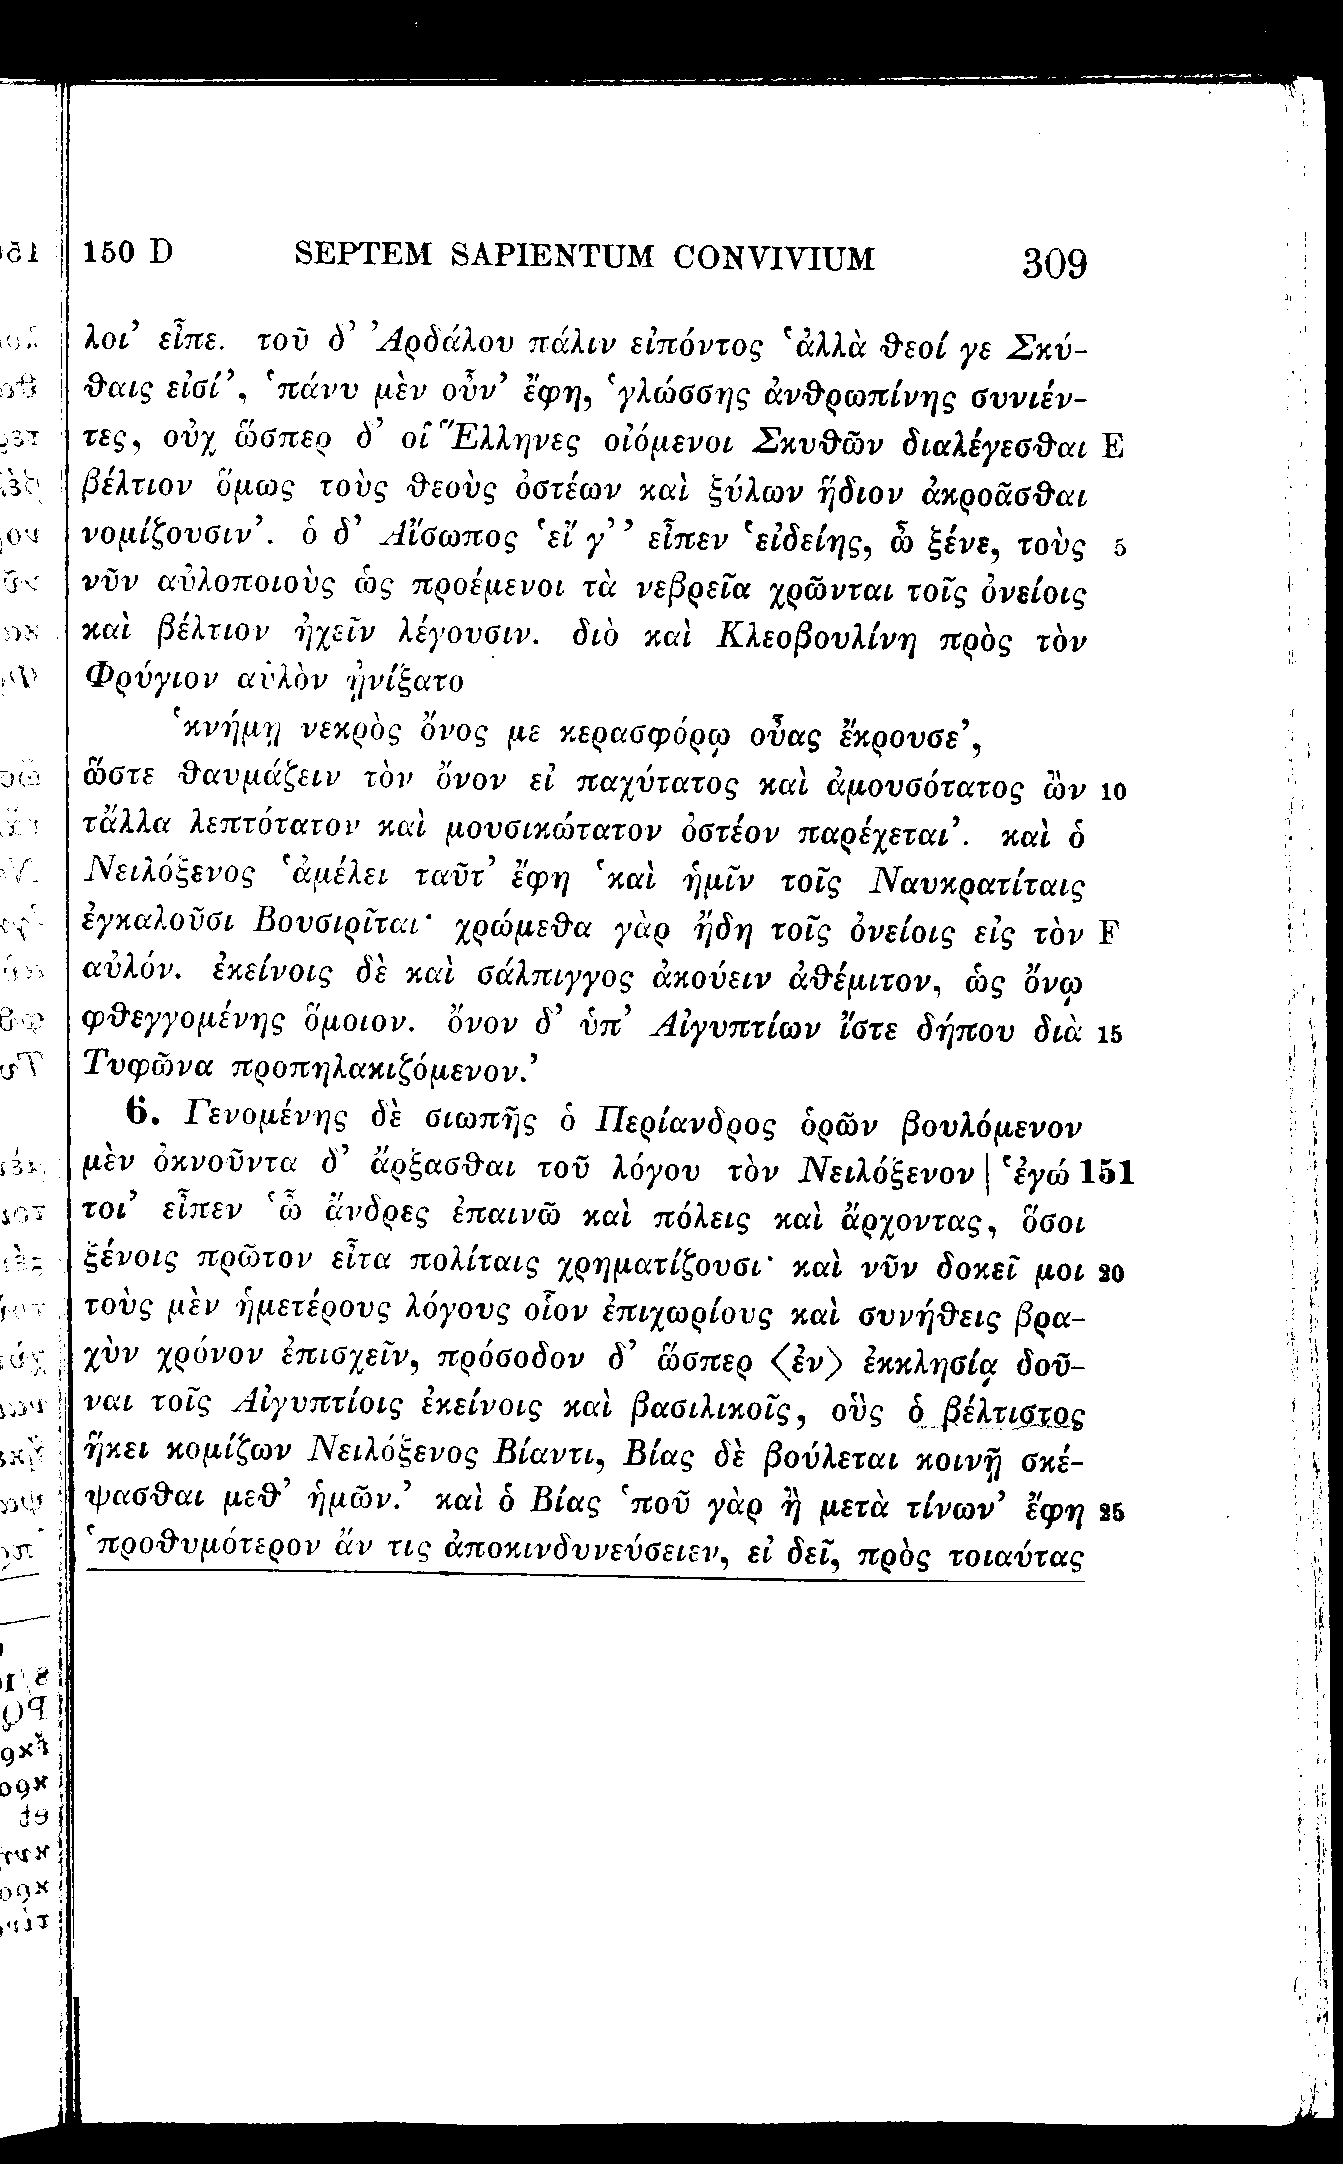 150 D SEPTEM SAPIENTUM CONVIVIUM 309
λοι’ εἶπε. τοῦ δ’ Ἀρδάλου πάλιν εἰπόντος ‘ἀλλὰ θεοί γε Σκύ-
θαις εἰσί’, ‘πάνυ μὲν οὖν’ ἔφη, ‘γλώσσης ἀνθρωπίνης συνιέν-
τες, οὐχ ὥσπερ δ’ οἱ Ἕλληνες οἰόμενοι Σκυθῶν διαλέγεσθαι E
βέλτιον ὅμως τοὺς θεοὺς ὀστέων καὶ ξύλων ἥδιον ἀκροᾶσθαι
νομίζουσιν’. ὁ δ’ Αἴσωπος ‘εἴ γ’ ’ εἶπεν ‘εἰδείης, ὦ ξένε, τοὺς 5
νῦν αὐλοποιοὺς ὡς προέμενοι τὰ νεβρεῖα χρῶνται τοῖς ὀνείοις
καὶ βέλτιον ἠχεῖν λέγουσιν. διὸ καὶ Κλεοβουλίνη πρὸς τὸν
Φρύγιον αὐλὸν ᾐνίξατο
‘κνήμῃ νεκρὸς ὄνος με κερασφόρῳ οὖας ἔκρουσε’,
ὥστε θαυμάζειν τὸν ὄνον εἰ παχύτατος καὶ ἀμουσότατος ὢν 10
τἄλλα λεπτότατον καὶ μουσικώτατον ὀστέον παρέχεται’. καὶ ὁ
Νειλόξενος ‘ἀμέλει ταῦτ’ ἔφη ‘καὶ ἡμῖν τοῖς Ναυκρατίταις
ἐγκαλοῦσι Βουσιρῖται· χρώμεθα γὰρ ἤδη τοῖς ὀνείοις εἰς τὸν F
αὐλόν. ἐκείνοις δὲ καὶ σάλπιγγος ἀκούειν ἀθέμιτον, ὡς ὄνῳ
φθεγγομένης ὅμοιον. ὄνον δ’ ὑπ’ Αἰγυπτίων ἴστε δήπου διὰ 15
Τυφῶνα προπηλακιζόμενον.’
6. Γενομένης δὲ σιωπῆς ὁ Περίανδρος ὁρῶν βουλόμενον
μὲν ὀκνοῦντα δ’ ἄρξασθαι τοῦ λόγου τὸν Νειλόξενον | ‘ἐγώ 151
τοι’ εἶπεν ‘ὦ ἄνδρες ἐπαινῶ καὶ πόλεις καὶ ἄρχοντας, ὅσοι
ξένοις πρῶτον εἶτα πολίταις χρηματίζουσι· καὶ νῦν δοκεῖ μοι 20
τοὺς μὲν ἡμετέρους λόγους οἷον ἐπιχωρίους καὶ συνήθεις βρα-
χὺν χρόνον ἐπισχεῖν, πρόσοδον δ’ ὥσπερ ⟨ἐν⟩ ἐκκλησίᾳ δοῦ-
ναι τοῖς Αἰγυπτίοις ἐκείνοις καὶ βασιλικοῖς, οὓς ὁ βέλτιστος
ἥκει κομίζων Νειλόξενος Βίαντι, Βίας δὲ βούλεται κοινῇ σκέ-
ψασθαι μεθ’ ἡμῶν.’ καὶ ὁ Βίας ‘ποῦ γὰρ ἢ μετὰ τίνων’ ἔφη 25
‘προθυμότερον ἄν τις ἀποκινδυνεύσειεν, εἰ δεῖ, πρὸς τοιαύτας